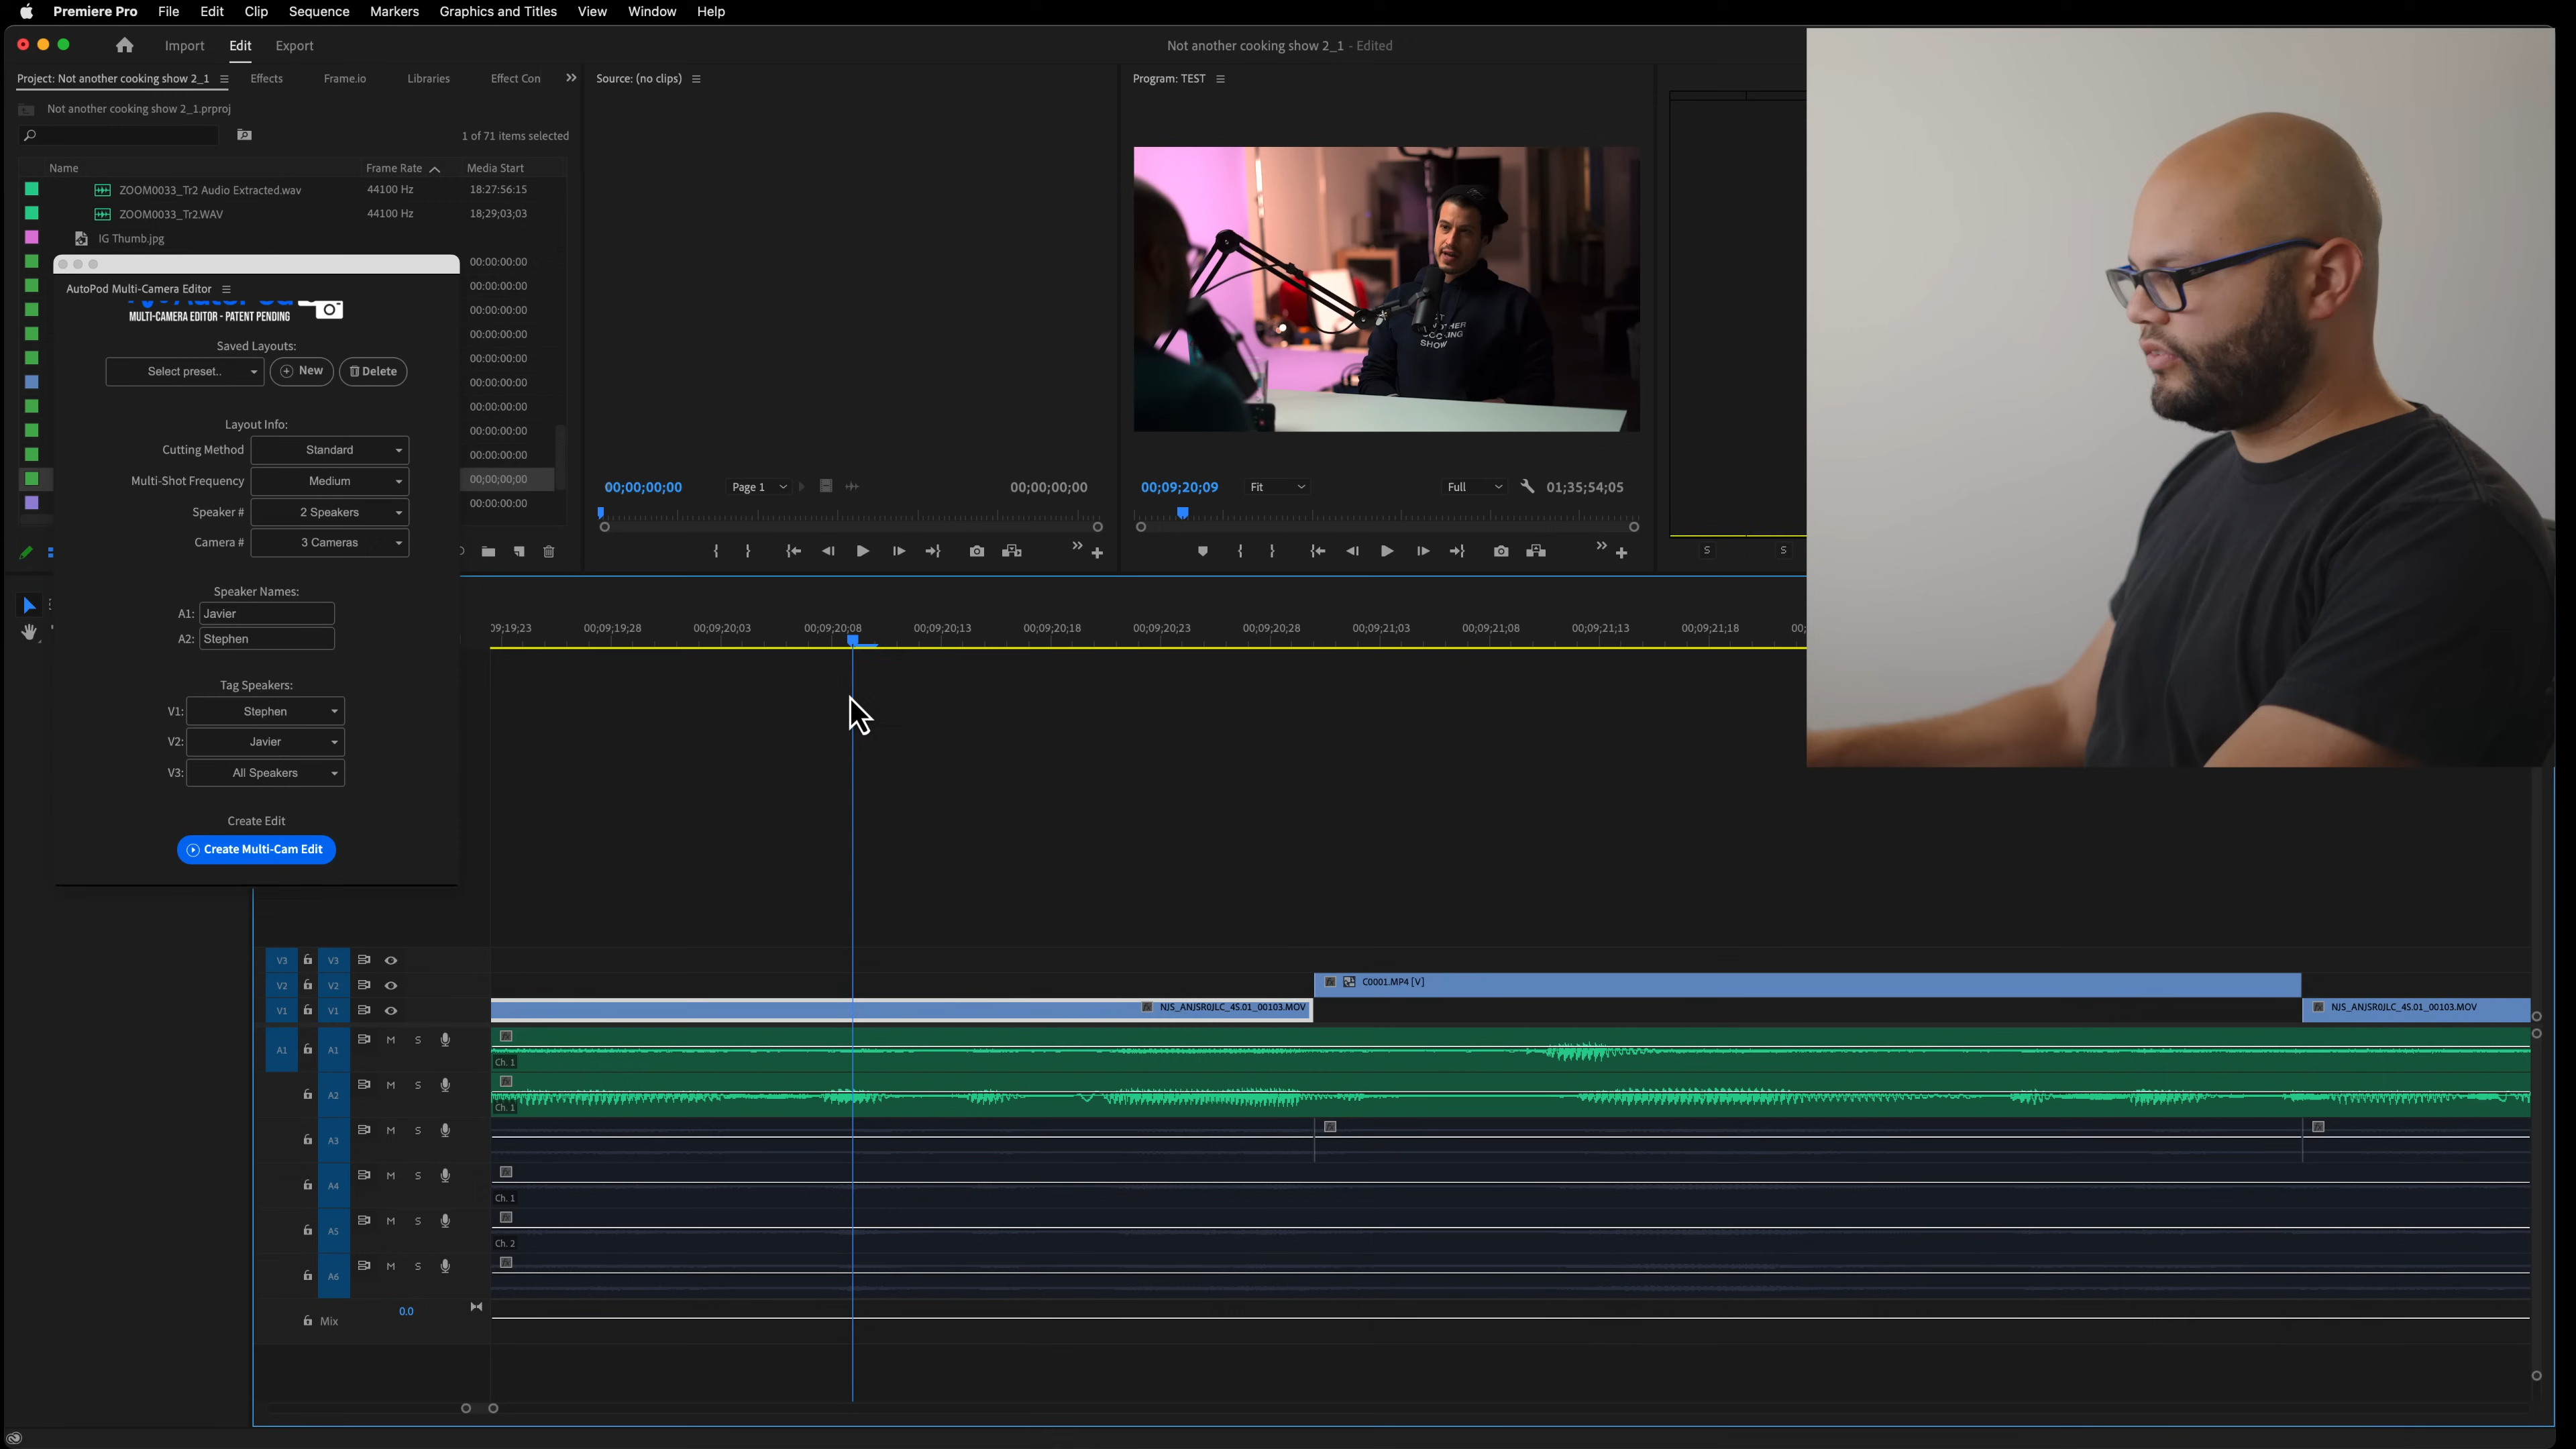 Premiere Pro File Edit Clip Sequence Markers Graphics and Titles View Window Help
Import Edit Export
Not another cooking show 2_1 - Edited
Project: Not another cooking show 2_1 Effects Frame.io Libraries Effect Con
Source: (no clips)
Program: TEST
Not another cooking show 2_1.prproj
1 of 71 items selected
Name Frame Rate Media Start
ZOOM0033_Tr2 Audio Extracted.wav 44100 Hz 18:27:56:15
ZOOM0033_Tr2.WAV 44100 Hz 18:29:03;03
IG Thumb.jpg
00:00:00:00
00:00:00:00
00:00:00:00
00:00:00:00
00:00:00:00
00:00:00:00
00:00:00:00
00:00:00:00
00:00:00:00
00;00;00;00
00:00:00:00
AutoPod Multi-Camera Editor
MULTI-CAMERA EDITOR - PATENT PENDING
Saved Layouts:
Select preset.. New Delete
Layout Info:
Cutting Method Standard
Multi-Shot Frequency Medium
Speaker # 2 Speakers
Camera # 3 Cameras
Speaker Names:
A1: Javier
A2: Stephen
Tag Speakers:
V1: Stephen
V2: Javier
V3: All Speakers
Create Edit
Create Multi-Cam Edit
00;00;00;00 Page 1 00;00;00;00
ANOTHER
COOKING
SHOW
00;09;20;09 Fit Full 01;35;54;05
S S
09;19;23 00;09;19;28 00;09;20;03 00;09;20;08 00;09;20;13 00;09;20;18 00;09;20;23 00;09;20;28 00;09;21;03 00;09;21;08 00;09;21;13 00;09;21;18 00;
V3 V3
V2 V2 C0001.MP4 [V]
V1 V1 NJS_ANJSR0JLC_4S.01_00103.MOV NJS_ANJSR0JLC_4S.01_00103.MOV
A1 A1 M S Ch. 1
A2 M S Ch. 1
A3 M S
A4 M S Ch. 1
A5 M S Ch. 2
A6 M S
Mix 0.0